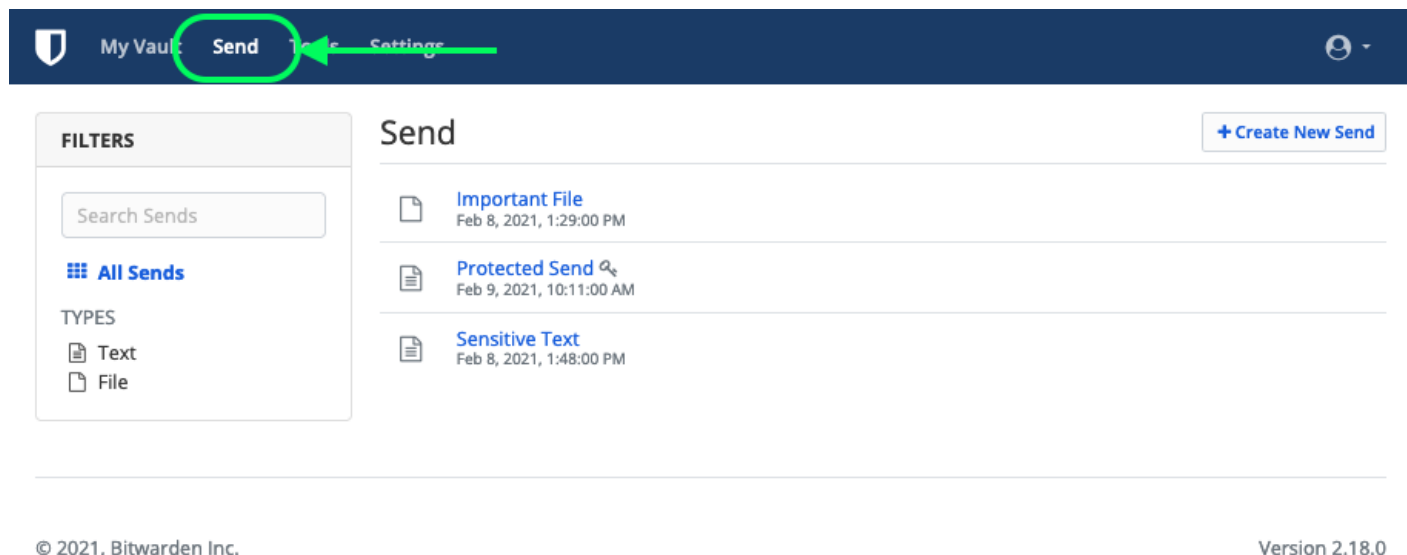 My Vault Send Tools Settings
FILTERS
Search Sends
All Sends
TYPES
Text
File
Send
+ Create New Send
Important File
Feb 8, 2021, 1:29:00 PM
Protected Send
Feb 9, 2021, 10:11:00 AM
Sensitive Text
Feb 8, 2021, 1:48:00 PM
© 2021, Bitwarden Inc.
Version 2.18.0